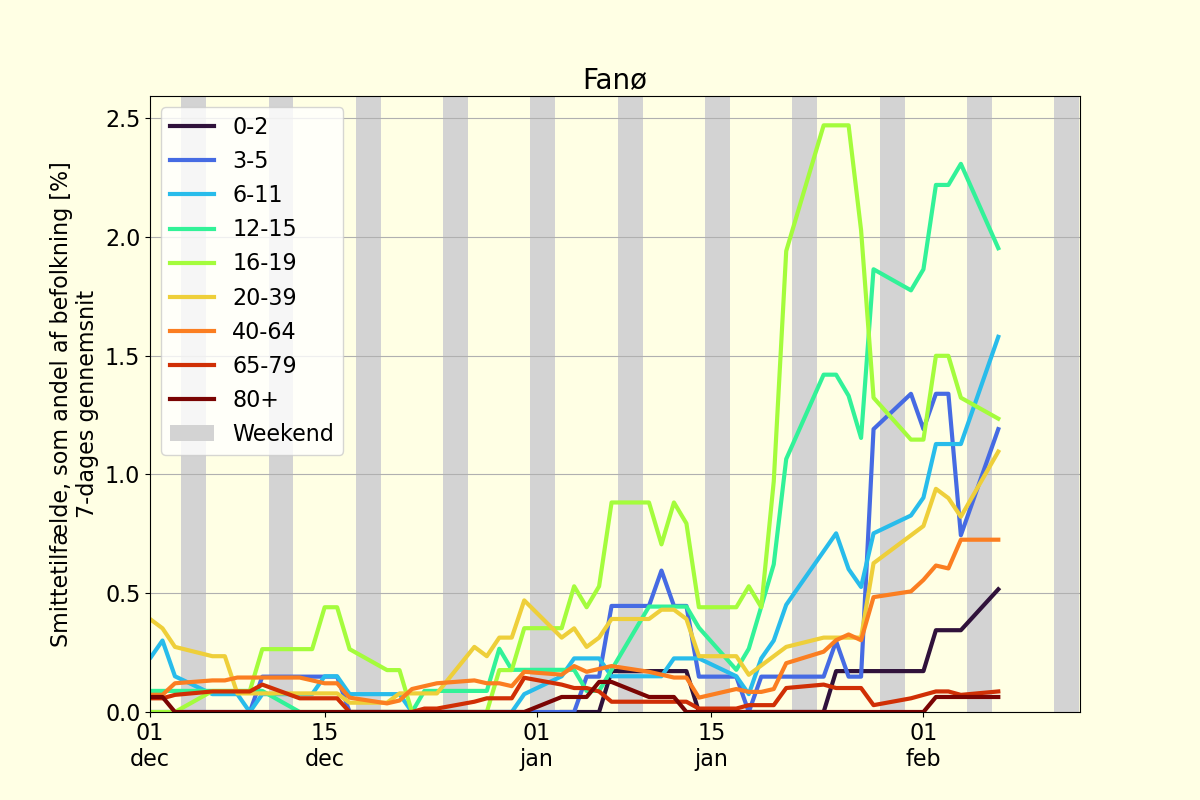 Fanø
Smittetilfælde, som andel af befolkning [%]
7-dages gennemsnit
2.5
2.0
1.5
1.0
0.5
0.0
0-2
3-5
6-11
12-15
16-19
20-39
40-64
65-79
80+
Weekend
01 15 01 15 01
dec dec jan jan feb